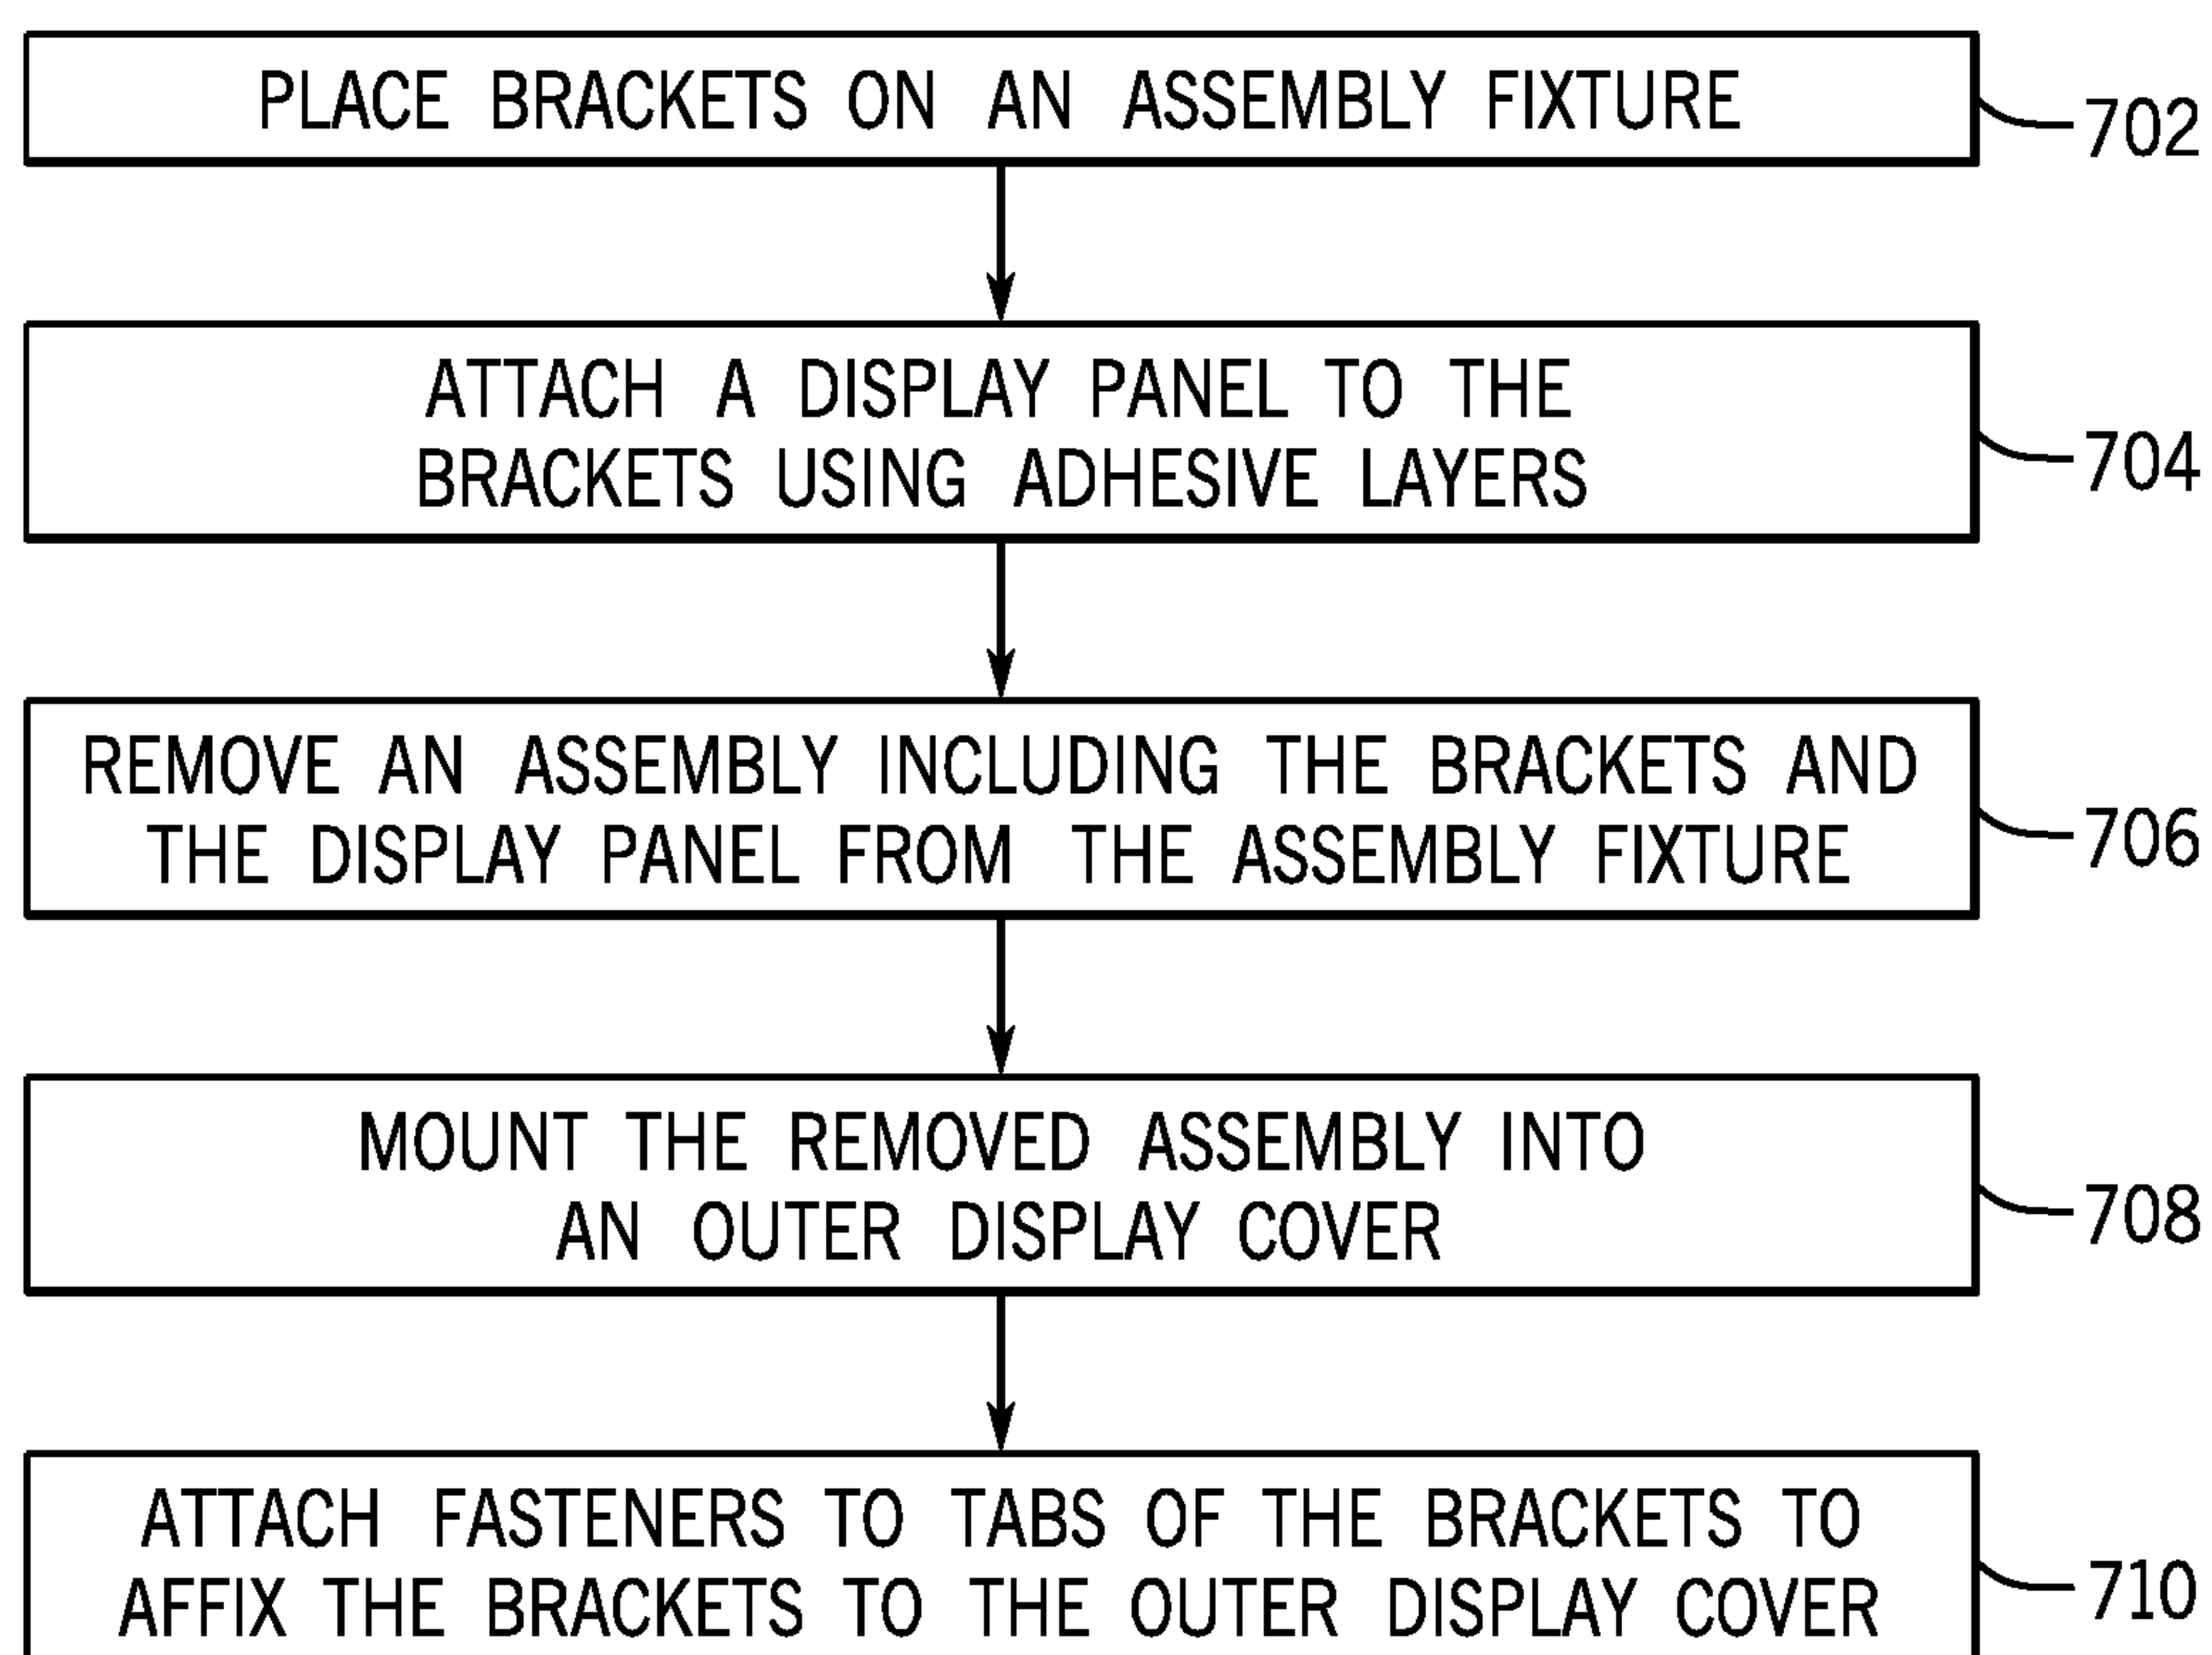 PLACE BRACKETS ON AN ASSEMBLY FIXTURE
702
ATTACH A DISPLAY PANEL TO THE
BRACKETS USING ADHESIVE LAYERS
704
REMOVE AN ASSEMBLY INCLUDING THE BRACKETS AND
THE DISPLAY PANEL FROM THE ASSEMBLY FIXTURE
706
MOUNT THE REMOVED ASSEMBLY INTO
AN OUTER DISPLAY COVER
708
ATTACH FASTENERS TO TABS OF THE BRACKETS TO
AFFIX THE BRACKETS TO THE OUTER DISPLAY COVER
710